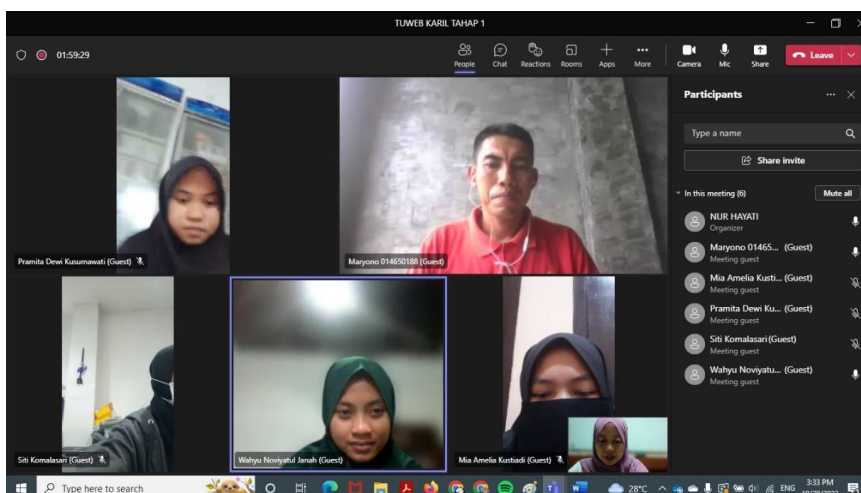 TUWEB KARIL TAHAP 1
01:59:29
People Chat Reactions Rooms Apps More Camera Mic Share Leave
Participants
Type a name
Share invite
In this meeting (6) Mute all
NUR HAYATI
Organizer
Maryono 01465... (Guest)
Meeting guest
Mia Amelia Kusti... (Guest)
Meeting guest
Pramita Dewi Ku... (Guest)
Meeting guest
Siti Komalasari (Guest)
Meeting guest
Wahyu Noviyatu... (Guest)
Meeting guest
Pramita Dewi Kusumawati (Guest)
Maryono 014650188 (Guest)
Siti Komalasari (Guest)
Wahyu Noviyatul Janah (Guest)
Mia Amelia Kustiadi (Guest)
Type here to search
28°C
ENG
3:33 PM